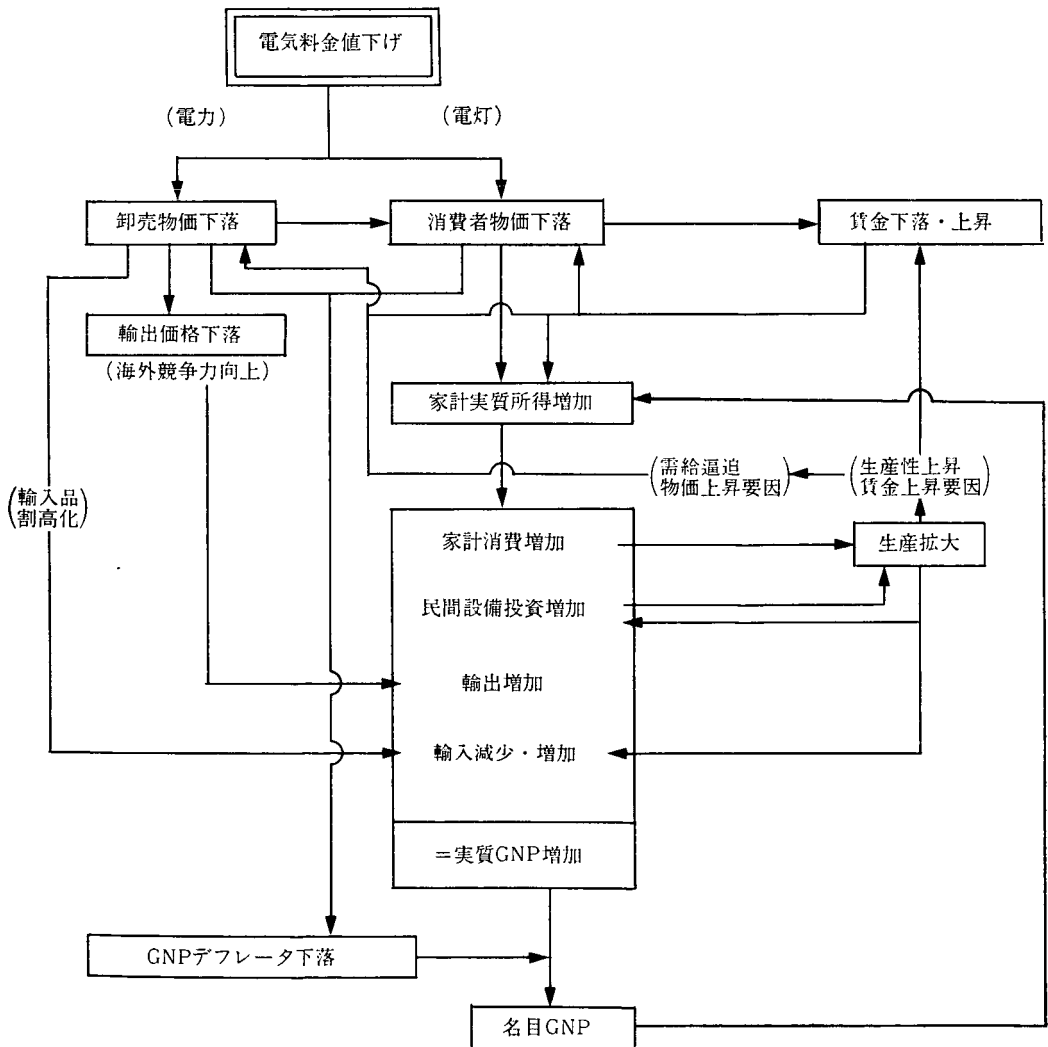 電気料金値下げ
(電力)
(電灯)
卸売物価下落
消費者物価下落
賃金下落・上昇
輸出価格下落
(海外競争力向上)
家計実質所得増加
(需給逼迫
物価上昇要因)
(生産性上昇
賃金上昇要因)
(輸入品
割高化)
家計消費増加
生産拡大
民間設備投資増加
輸出増加
輸入減少・増加
=実質GNP増加
GNPデフレータ下落
名目GNP